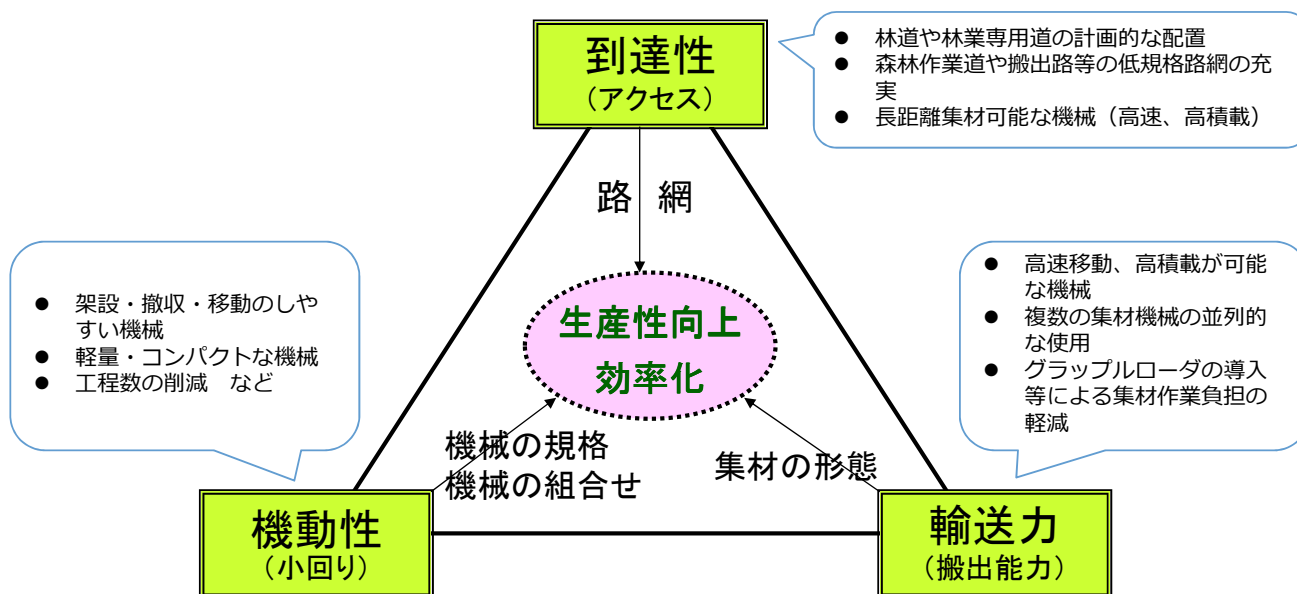 到達性
(アクセス)
● 林道や林業専用道の計画的な配置
● 森林作業道や搬出路等の低規格路網の充
実
● 長距離集材可能な機械（高速、高積載）
路 網
● 架設・撤収・移動のしや
すい機械
● 軽量・コンパクトな機械
● 工程数の削減 など
生産性向上
効率化
● 高速移動、高積載が可能
な機械
● 複数の集材機械の並列的
な使用
● グラップルローダの導入
等による集材作業負担の
軽減
機械の規格
機械の組合せ
集材の形態
機動性
(小回り)
輸送力
(搬出能力)